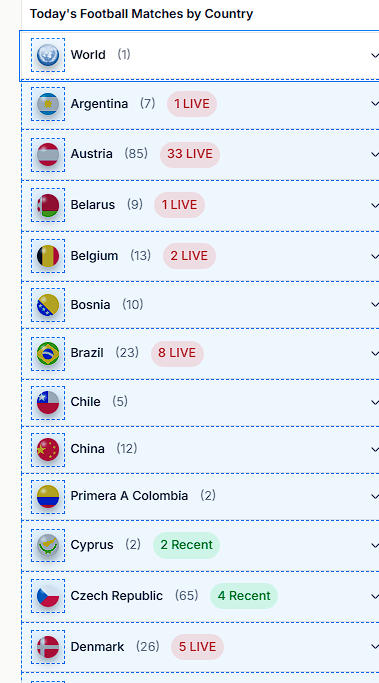 Today's Football Matches by Country
World (1)
Argentina (7) 1 LIVE
Austria (85) 33 LIVE
Belarus (9) 1 LIVE
Belgium (13) 2 LIVE
Bosnia (10)
Brazil (23) 8 LIVE
Chile (5)
China (12)
Primera A Colombia (2)
Cyprus (2) 2 Recent
Czech Republic (65) 4 Recent
Denmark (26) 5 LIVE